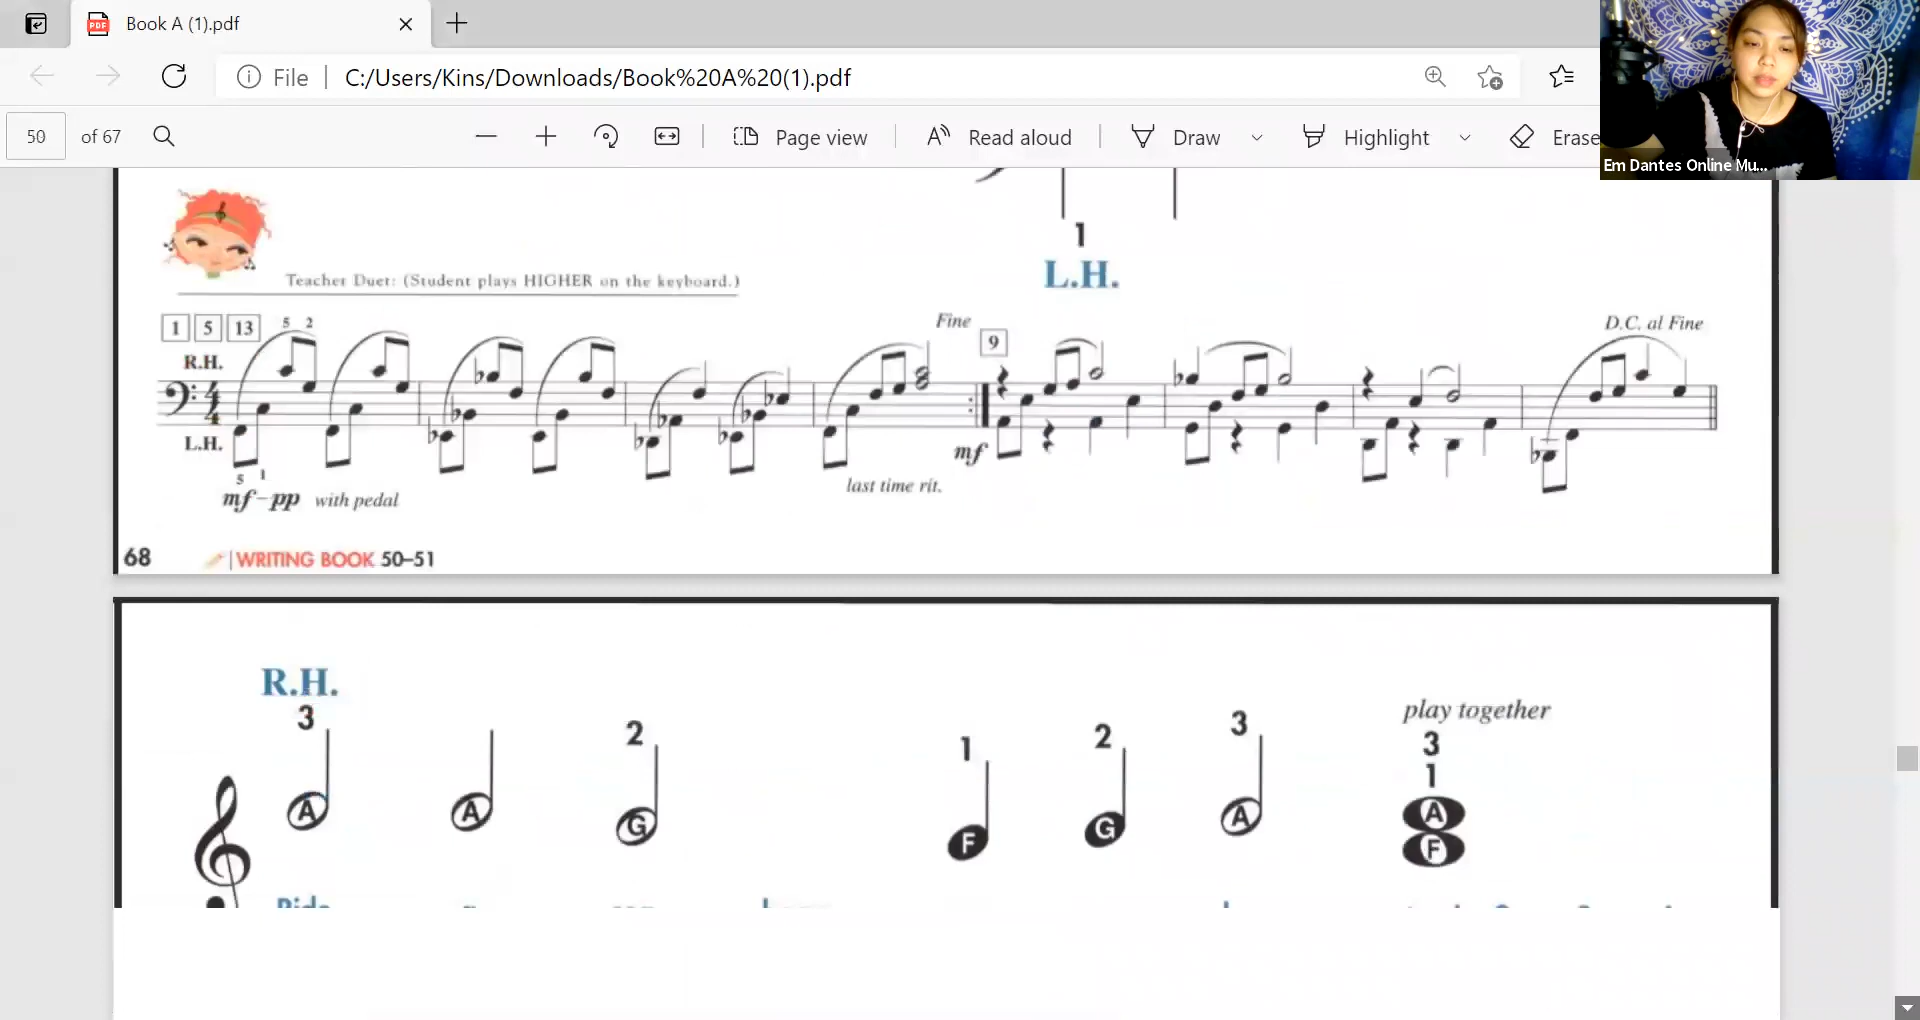 Book A (1).pdf
File C:/Users/Kins/Downloads/Book%20A%20(1).pdf
50 of 67 Page view Read aloud Draw Highlight Erase
Em Dantes Online Mu...
1
L.H.
Teacher Duet: (Student plays HIGHER on the keyboard.)
1 5 13 5 2 Fine 9 D.C. al Fine
R.H.
4
4
L.H.
mf
5 1
last time rit.
mf-pp with pedal
68 WRITING BOOK 50–51
R.H.
play together
3 2 1 2 3 3
1
A A G F G A A
F